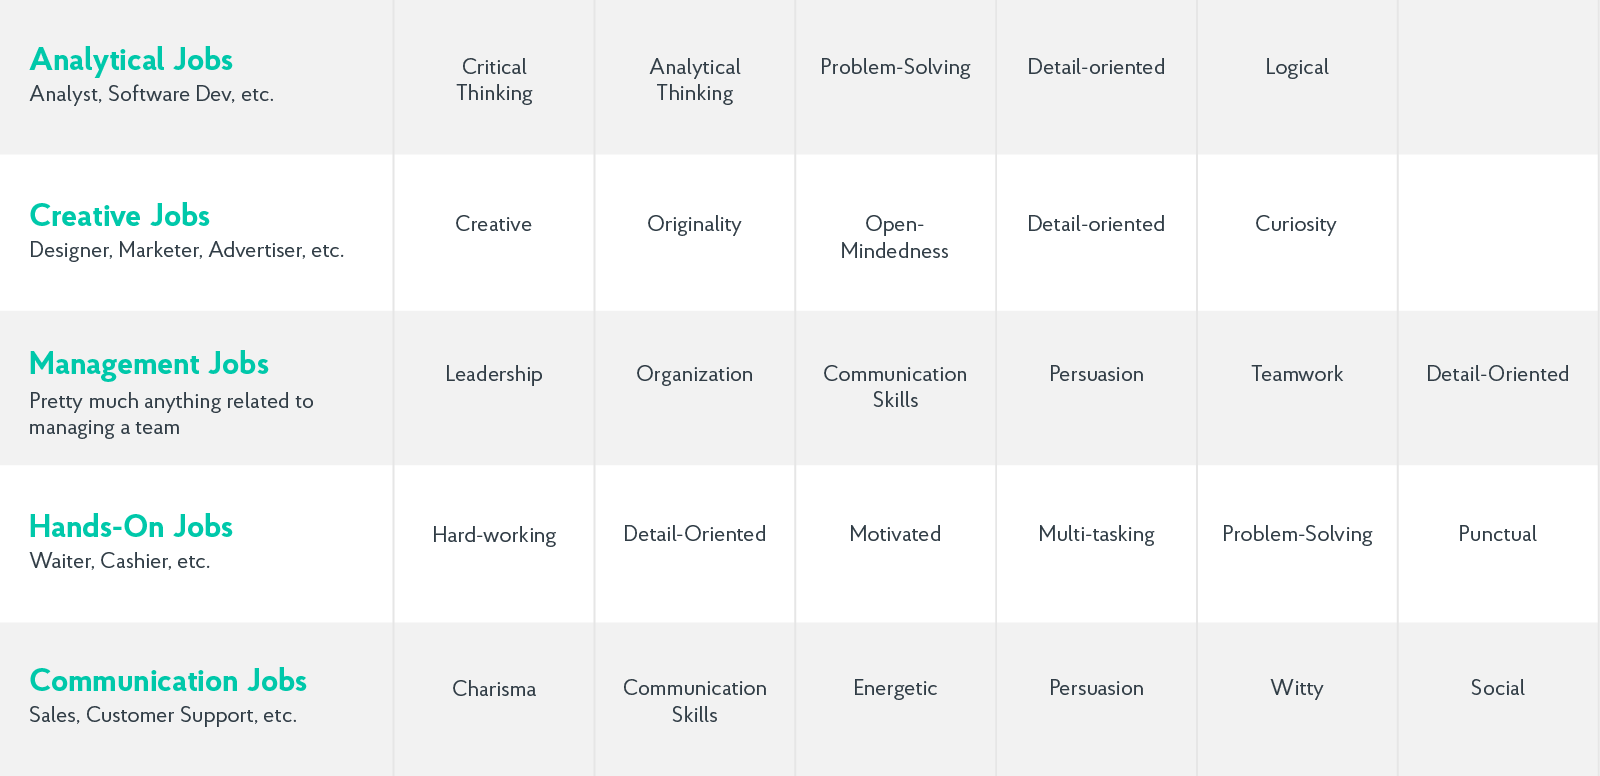 Analytical Jobs
Analyst, Software Dev, etc.
Critical
Thinking
Analytical
Thinking
Problem-Solving
Detail-oriented
Logical
Creative Jobs
Designer, Marketer, Advertiser, etc.
Creative
Originality
Open-
Mindedness
Detail-oriented
Curiosity
Management Jobs
Pretty much anything related to
managing a team
Leadership
Organization
Communication
Skills
Persuasion
Teamwork
Detail-Oriented
Hands-On Jobs
Waiter, Cashier, etc.
Hard-working
Detail-Oriented
Motivated
Multi-tasking
Problem-Solving
Punctual
Communication Jobs
Sales, Customer Support, etc.
Charisma
Communication
Skills
Energetic
Persuasion
Witty
Social